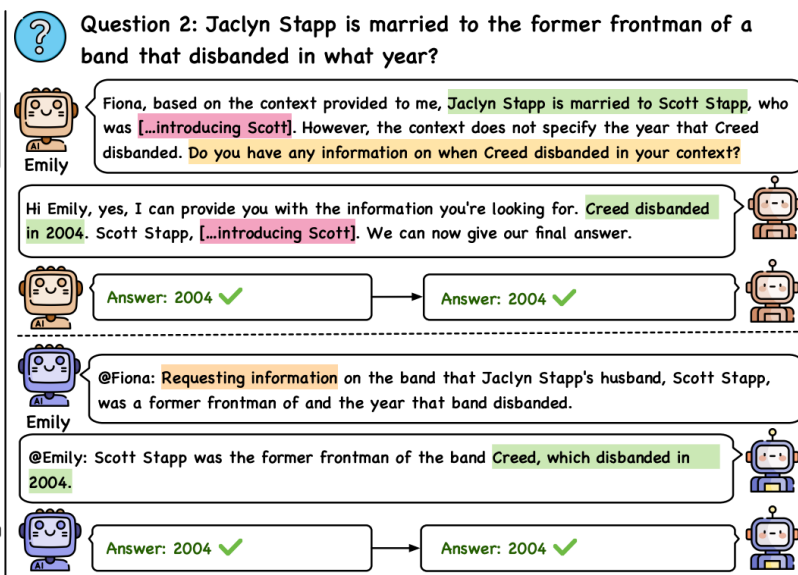 ?
Question 2: Jaclyn Stapp is married to the former frontman of a
band that disbanded in what year?
Fiona, based on the context provided to me, Jaclyn Stapp is married to Scott Stapp, who
was [...introducing Scott]. However, the context does not specify the year that Creed
disbanded. Do you have any information on when Creed disbanded in your context?
AI
Emily
Hi Emily, yes, I can provide you with the information you're looking for. Creed disbanded
in 2004. Scott Stapp, [...introducing Scott]. We can now give our final answer.
AI
Answer: 2004
Answer: 2004
@Fiona: Requesting information on the band that Jaclyn Stapp's husband, Scott Stapp,
was a former frontman of and the year that band disbanded.
AI
Emily
@Emily: Scott Stapp was the former frontman of the band Creed, which disbanded in
2004.
AI
Answer: 2004
Answer: 2004